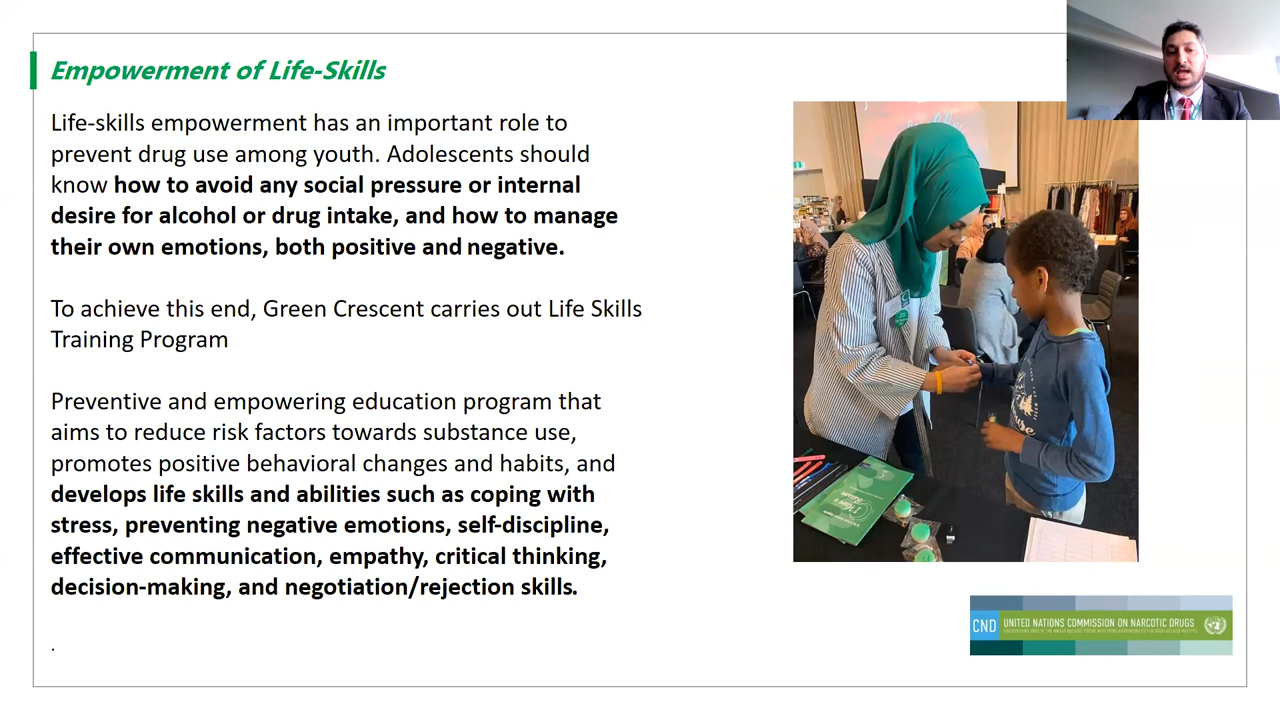 Empowerment of Life-Skills
Life-skills empowerment has an important role to
prevent drug use among youth. Adolescents should
know how to avoid any social pressure or internal
desire for alcohol or drug intake, and how to manage
their own emotions, both positive and negative.
To achieve this end, Green Crescent carries out Life Skills
Training Program
Preventive and empowering education program that
aims to reduce risk factors towards substance use,
promotes positive behavioral changes and habits, and
develops life skills and abilities such as coping with
stress, preventing negative emotions, self-discipline,
effective communication, empathy, critical thinking,
decision-making, and negotiation/rejection skills.
.
CND UNITED NATIONS COMMISSION ON NARCOTIC DRUGS